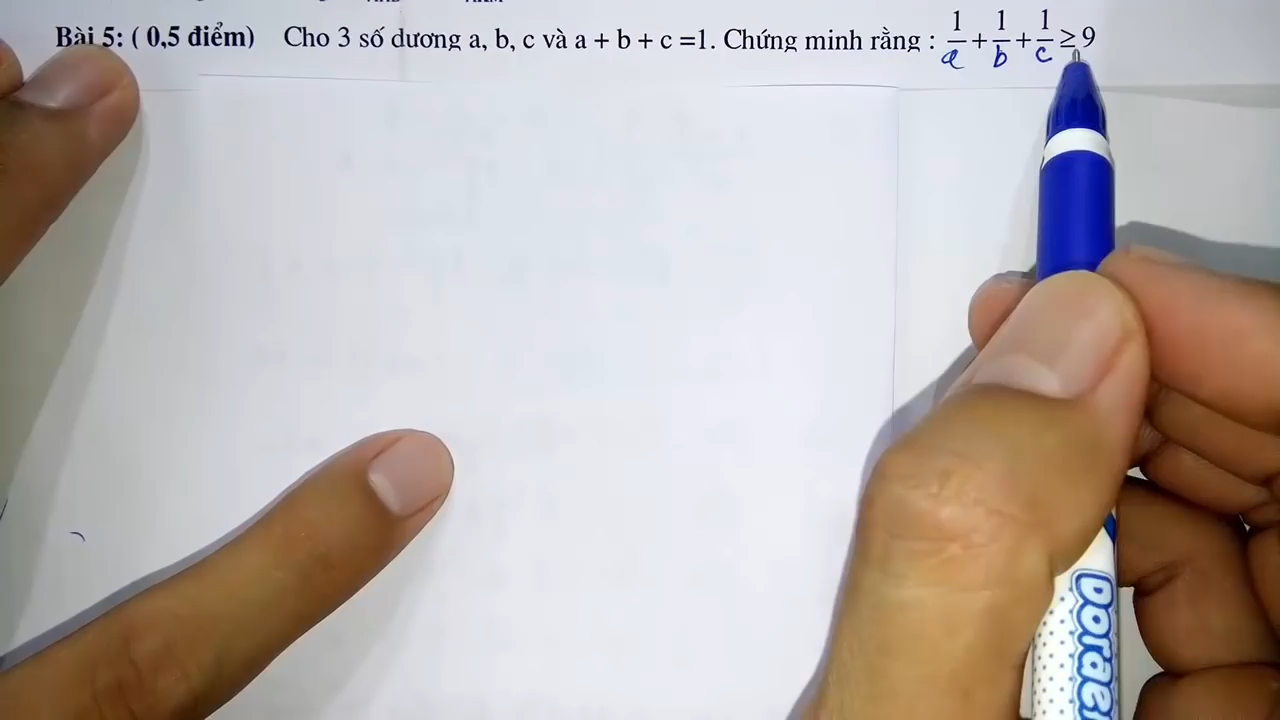 Bài 5: ( 0,5 điểm) Cho 3 số dương a, b, c và a + b + c =1. Chứng minh rằng : 1/a + 1/b + 1/c ≥ 9
Dorae